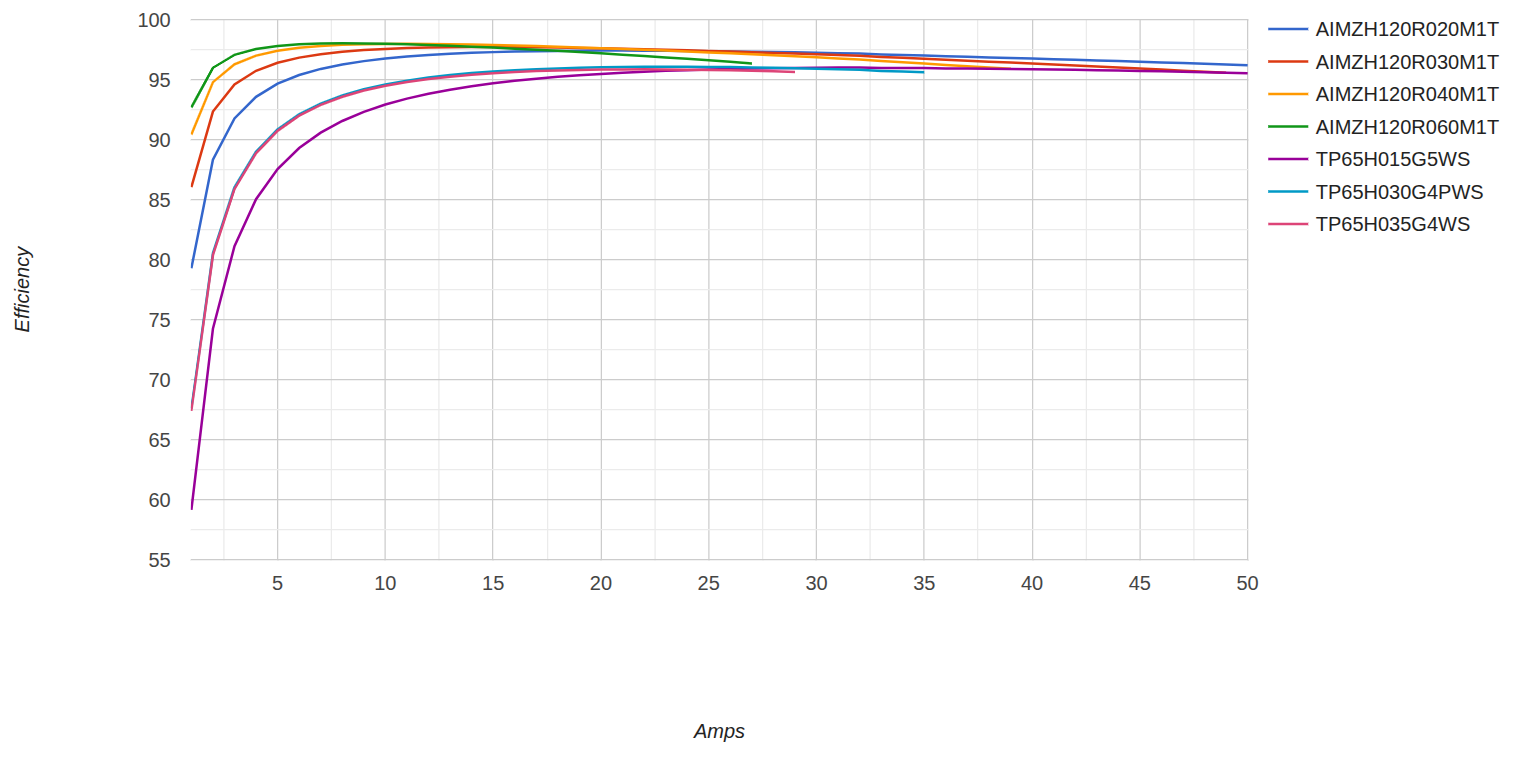 100
95
90
85
80
75
70
65
60
55
Efficiency
5 10 15 20 25 30 35 40 45 50
Amps
AIMZH120R020M1T
AIMZH120R030M1T
AIMZH120R040M1T
AIMZH120R060M1T
TP65H015G5WS
TP65H030G4PWS
TP65H035G4WS